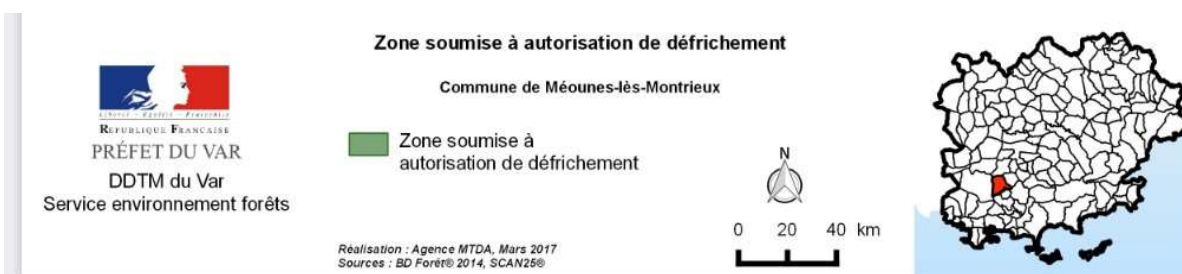 Zone soumise à autorisation de défrichement
Commune de Méounes-lès-Montrieux
Liberté • Égalité • Fraternité
RÉPUBLIQUE FRANÇAISE
PRÉFET DU VAR
DDTM du Var
Service environnement forêts
Zone soumise à
autorisation de défrichement
Réalisation : Agence MTDA, Mars 2017
Sources : BD Forêt® 2014, SCAN25®
N
0 20 40 km